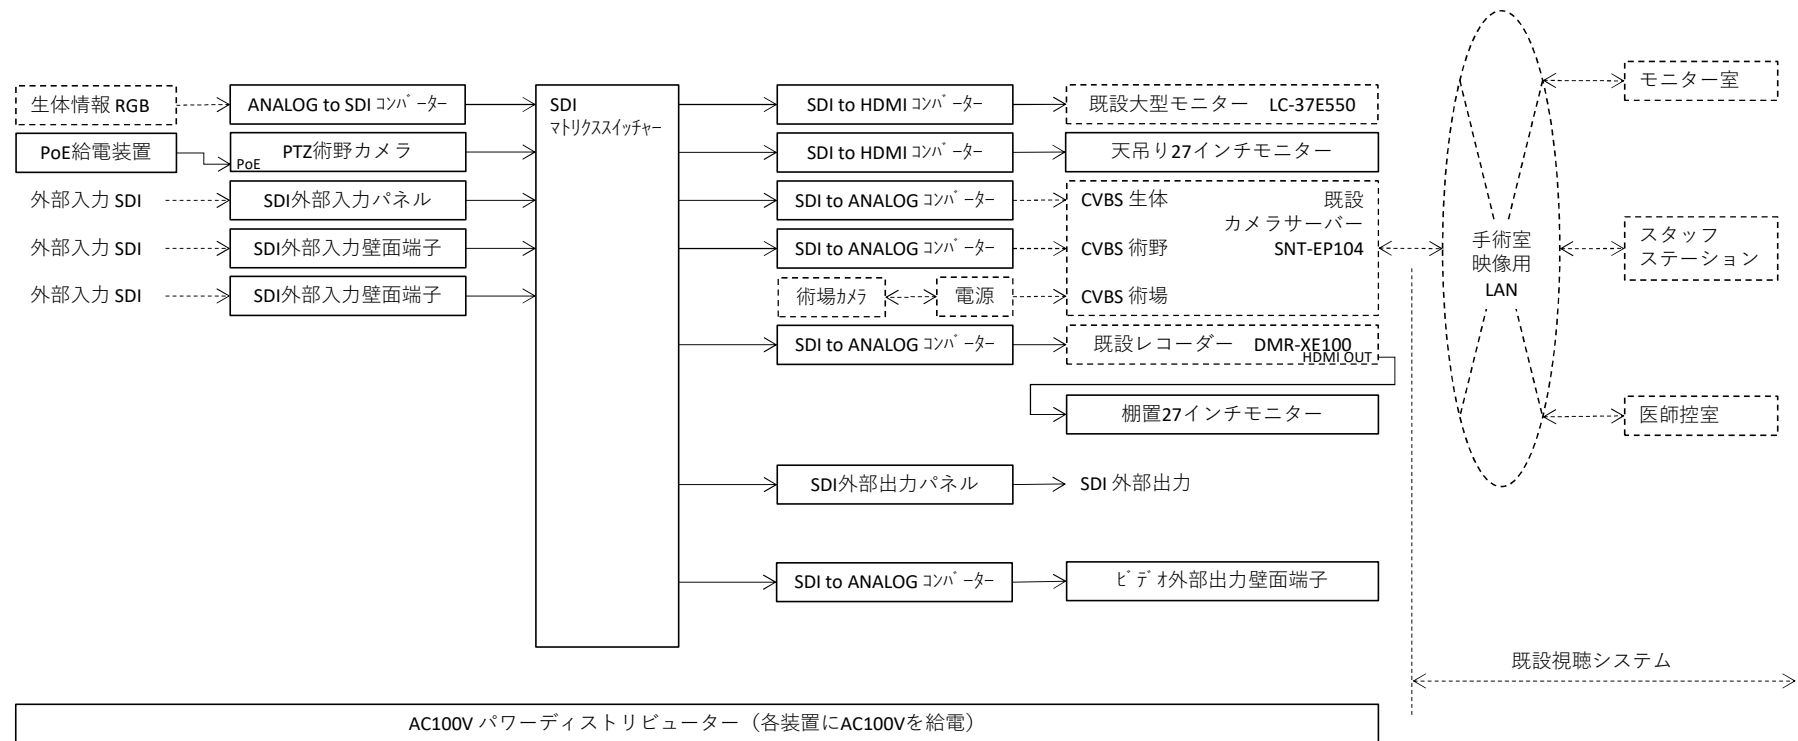 生体情報 RGB
ANALOG to SDI ｺﾝﾊﾞｰﾀｰ
SDI
ﾏﾄﾘｸｽｽｲｯﾁｬｰ
SDI to HDMI ｺﾝﾊﾞｰﾀｰ
既設大型モニター LC-37E550
モニター室
PoE給電装置
PoE
PTZ術野カメラ
SDI to HDMI ｺﾝﾊﾞｰﾀｰ
天吊り27インチモニター
外部入力 SDI
SDI外部入力パネル
SDI to ANALOG ｺﾝﾊﾞｰﾀｰ
CVBS 生体
既設
カメラサーバー
SNT-EP104
外部入力 SDI
SDI外部入力壁面端子
SDI to ANALOG ｺﾝﾊﾞｰﾀｰ
CVBS 術野
手術室
映像用
LAN
スタッフ
ステーション
外部入力 SDI
SDI外部入力壁面端子
術場ｶﾒﾗ
電源
CVBS 術場
SDI to ANALOG ｺﾝﾊﾞｰﾀｰ
既設レコーダー DMR-XE100
HDMI OUT
棚置27インチモニター
医師控室
SDI外部出力パネル
SDI 外部出力
SDI to ANALOG ｺﾝﾊﾞｰﾀｰ
ﾋﾞﾃﾞｵ外部出力壁面端子
既設視聴システム
AC100V パワーディストリビューター（各装置にAC100Vを給電）